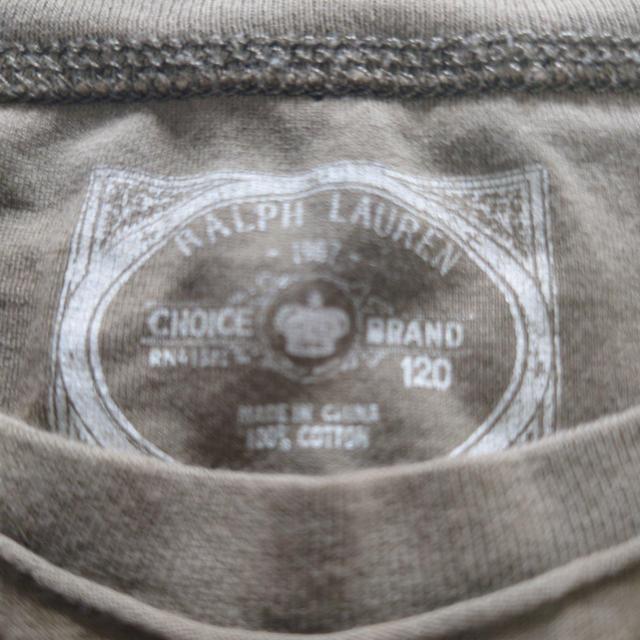 RALPH LAUREN
1967
CHOICE BRAND
120
MADE IN CHINA
100% COTTON